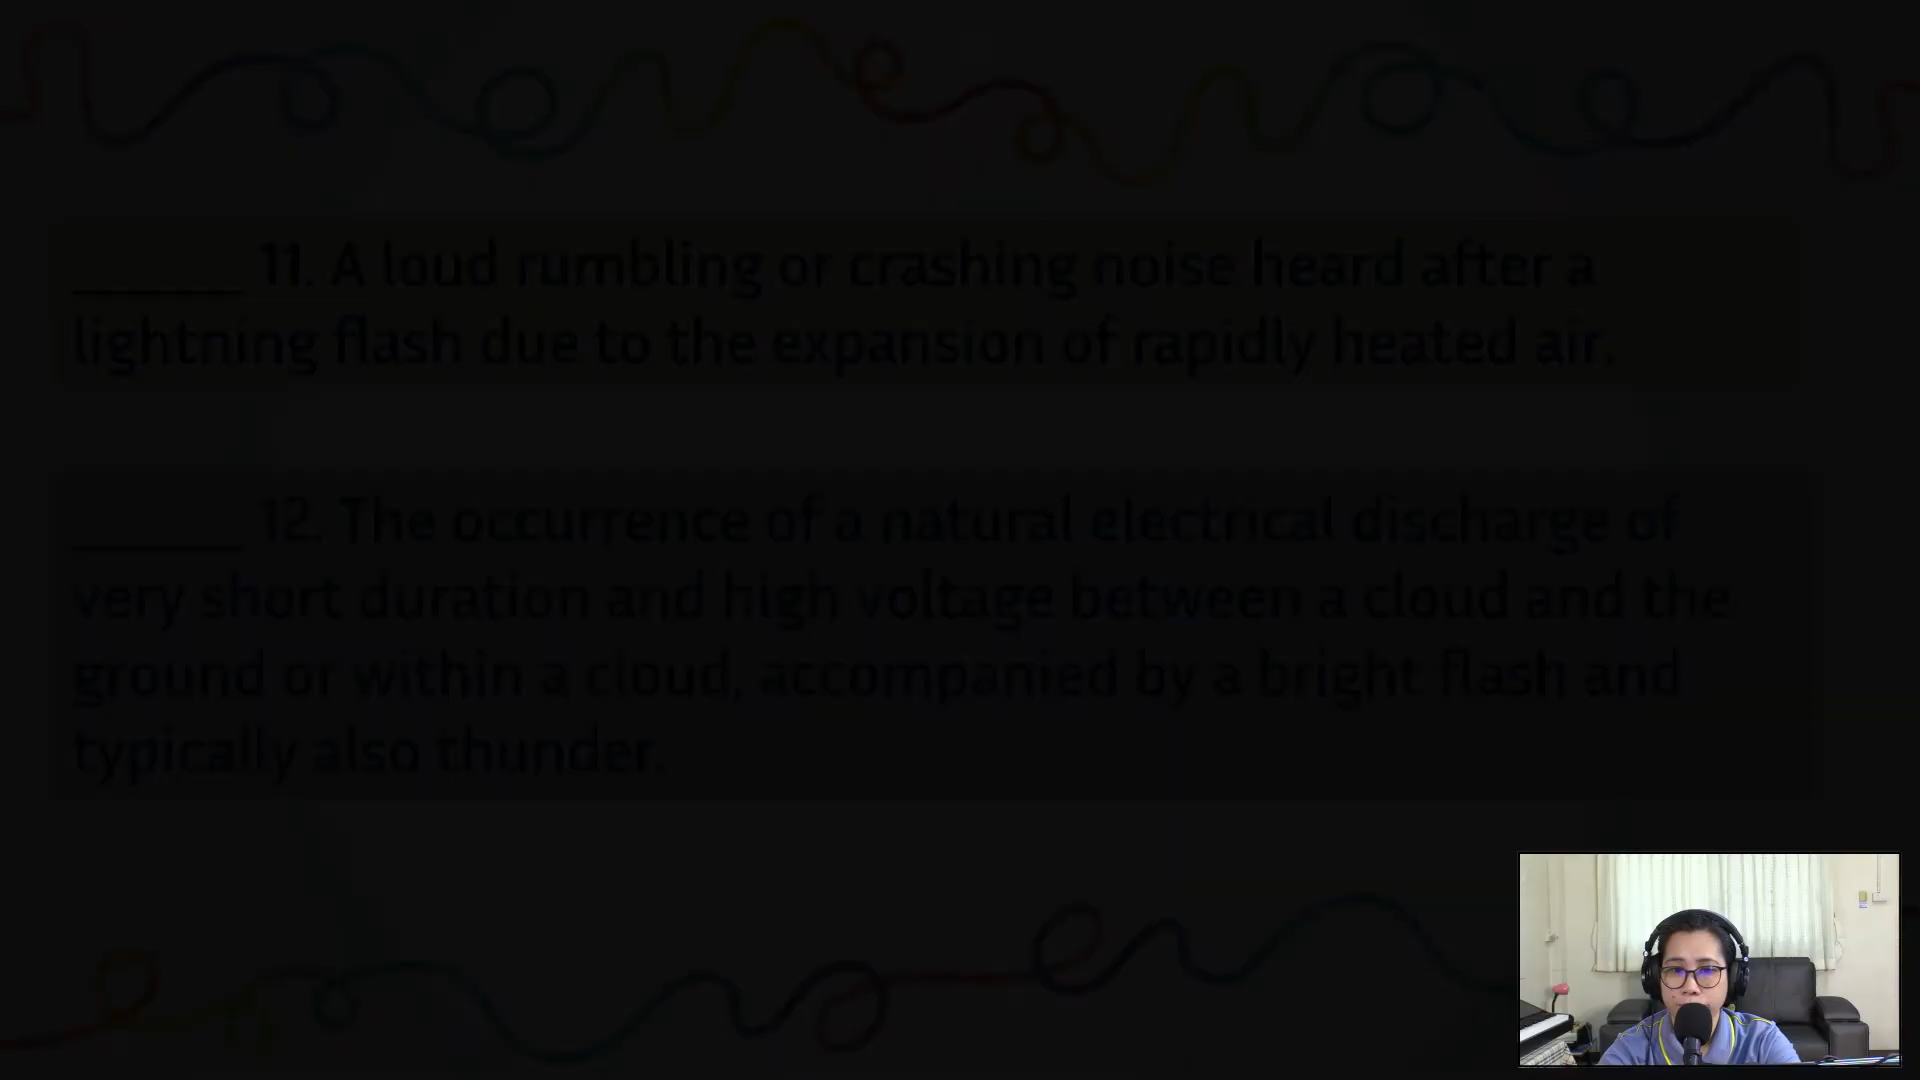 ______ 11. A loud rumbling or crashing noise heard after a
lightning flash due to the expansion of rapidly heated air.
______ 12. The occurrence of a natural electrical discharge of
very short duration and high voltage between a cloud and the
ground or within a cloud, accompanied by a bright flash and
typically also thunder.